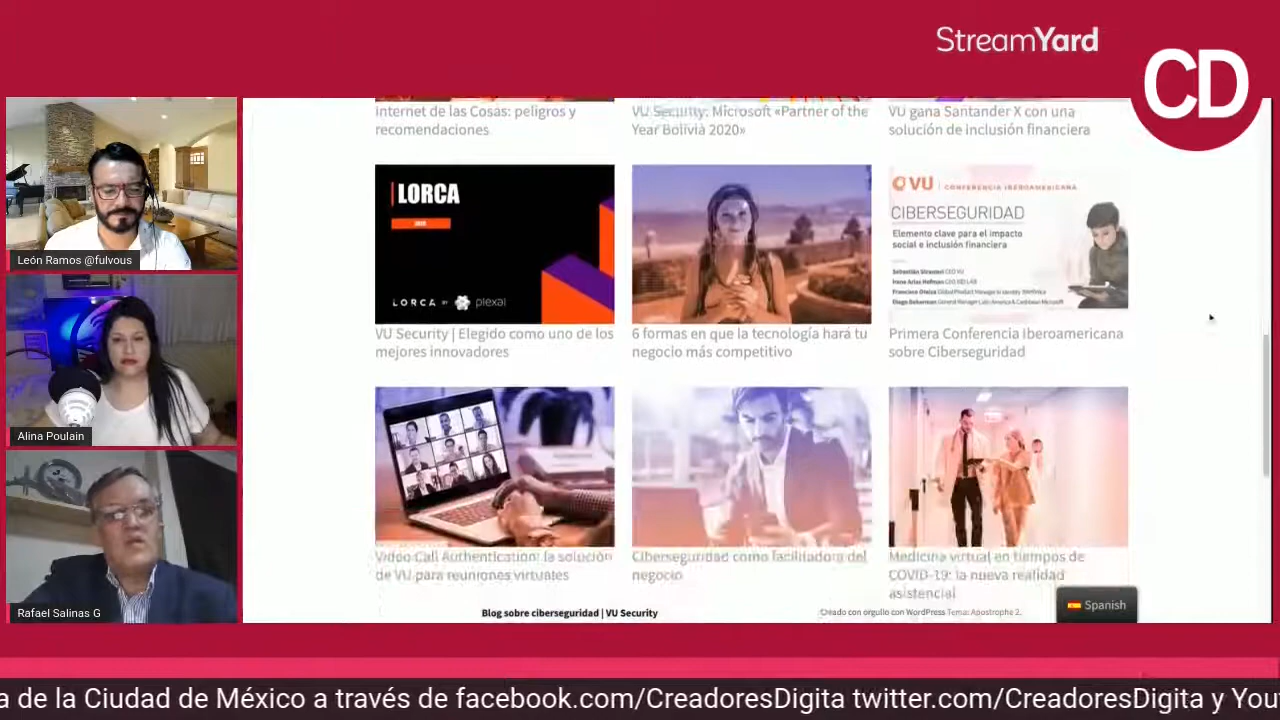 StreamYard
CD
Internet de las Cosas: peligros y
recomendaciones
VU Security: Microsoft «Partner of the
Year Bolivia 2020»
VU gana Santander X con una
solución de inclusión financiera
LORCA
2020
LORCA BY plexal
VU CONFERENCIA IBEROAMERICANA
CIBERSEGURIDAD
Elemento clave para el impacto
social e inclusión financiera
VU Security | Elegido como uno de los
mejores innovadores
6 formas en que la tecnología hará tu
negocio más competitivo
Primera Conferencia Iberoamericana
sobre Ciberseguridad
Video Call Authentication: la solución
de VU para reuniones virtuales
Ciberseguridad como facilitadora del
negocio
Medicina virtual en tiempos de
COVID-19: la nueva realidad
asistencial
Blog sobre ciberseguridad | VU Security
Creado con orgullo con WordPress Tema: Apostrophe 2.
Spanish
León Ramos @fulvous
Alina Poulain
Rafael Salinas G
a de la Ciudad de México a través de facebook.com/CreadoresDigita twitter.com/CreadoresDigita y You